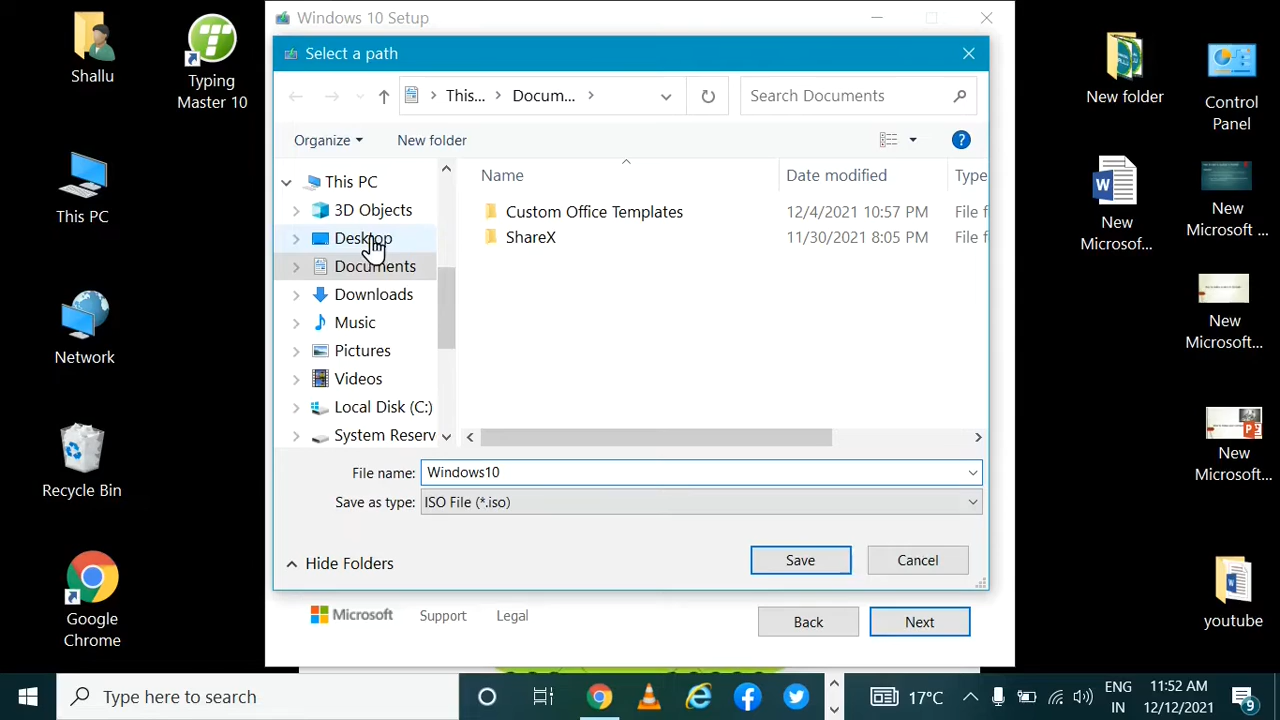 Windows 10 Setup
Select a path
This...
Docum...
Search Documents
Organize
New folder
This PC
3D Objects
Desktop
Documents
Downloads
Music
Pictures
Videos
Local Disk (C:)
System Reserv
Name
Date modified
Type
Custom Office Templates
12/4/2021 10:57 PM
File f
ShareX
11/30/2021 8:05 PM
File f
File name:
Windows10
Save as type:
ISO File (*.iso)
Hide Folders
Save
Cancel
Microsoft
Support
Legal
Back
Next
Shallu
Typing
Master 10
This PC
Network
Recycle Bin
Google
Chrome
New folder
Control
Panel
New
Microsof...
New
Microsoft ...
New
Microsoft...
New
Microsoft...
youtube
Type here to search
17°C
ENG
IN
11:52 AM
12/12/2021
9